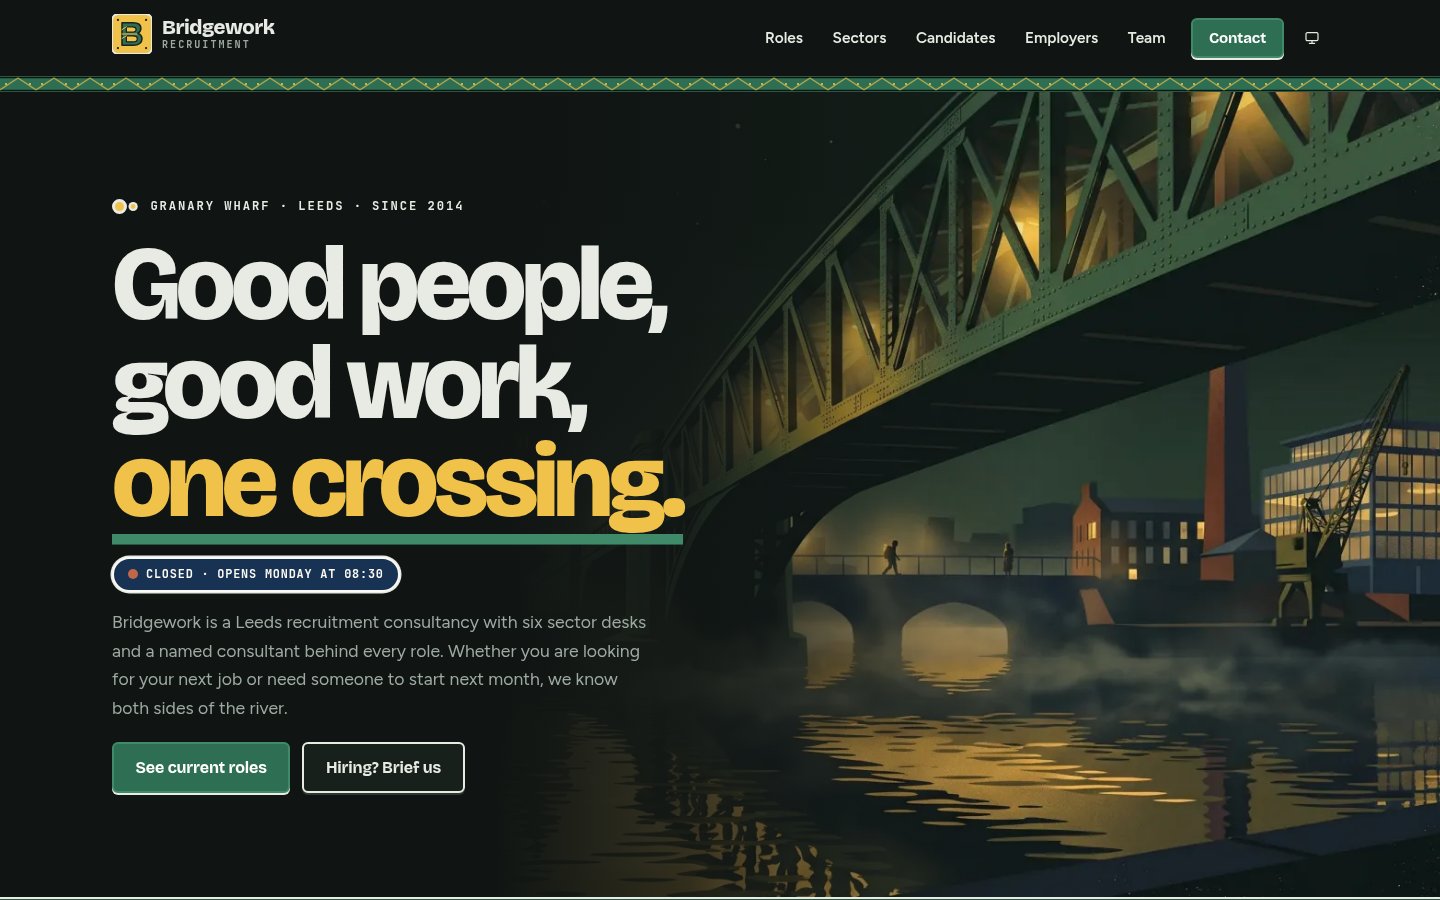 B
Bridgework
RECRUITMENT
Roles
Sectors
Candidates
Employers
Team
Contact
GRANARY WHARF · LEEDS · SINCE 2014
Good people,
good work,
one crossing.
CLOSED · OPENS MONDAY AT 08:30
Bridgework is a Leeds recruitment consultancy with six sector desks
and a named consultant behind every role. Whether you are looking
for your next job or need someone to start next month, we know
both sides of the river.
See current roles
Hiring? Brief us